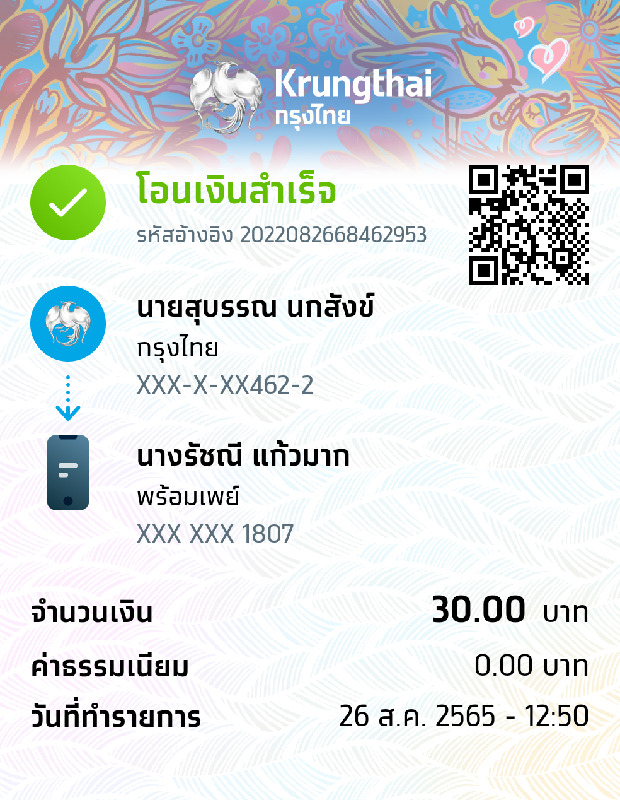 Krungthai
กรุงไทย
โอนเงินสำเร็จ
รหัสอ้างอิง 2022082668462953
นายสุบรรณ นกสังข์
กรุงไทย
XXX-X-XX462-2
นางรัชณี แก้วมาก
พร้อมเพย์
XXX XXX 1807
จำนวนเงิน 30.00 บาท
ค่าธรรมเนียม 0.00 บาท
วันที่ทำรายการ 26 ส.ค. 2565 - 12:50